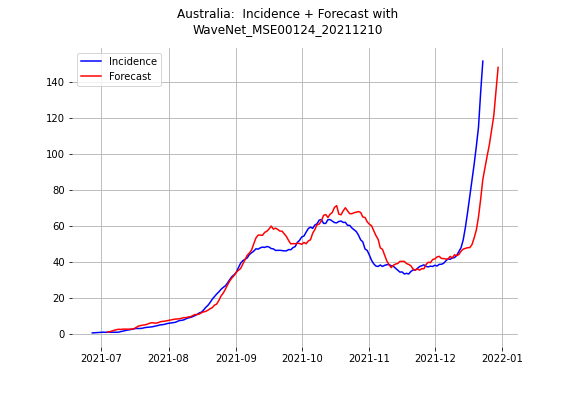 Australia:  Incidence + Forecast with
WaveNet_MSE00124_20211210
Incidence
Forecast
140
120
100
80
60
40
20
0
2021-07 2021-08 2021-09 2021-10 2021-11 2021-12 2022-01